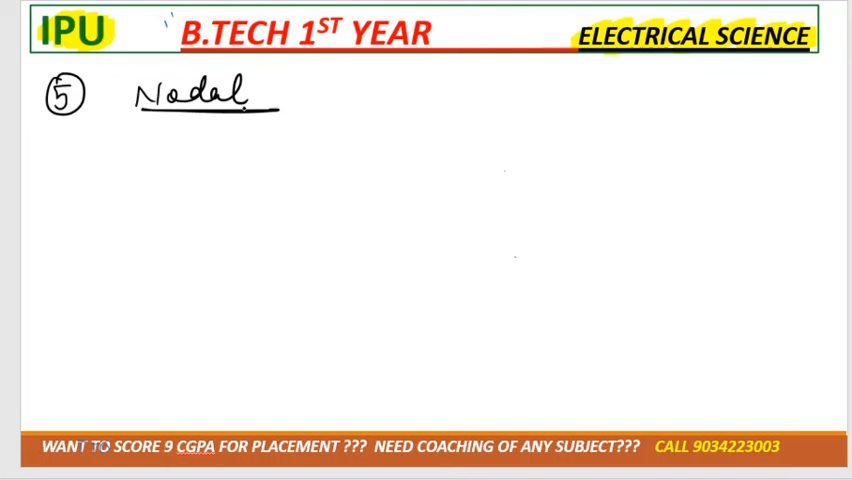 IPU B.TECH 1ST YEAR ELECTRICAL SCIENCE
5 Nodal
WANT TO SCORE 9 CGPA FOR PLACEMENT ??? NEED COACHING OF ANY SUBJECT??? CALL 9034223003